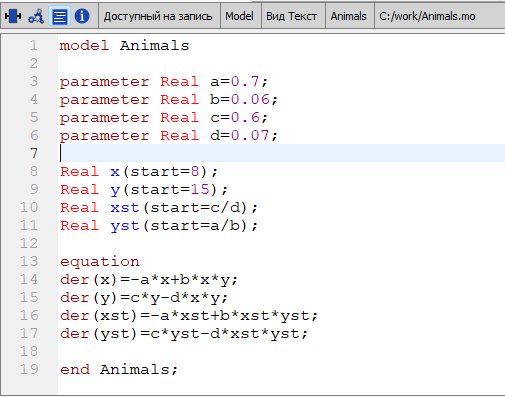 Доступный на запись Model Вид Текст Animals C:/work/Animals.mo
1 model Animals
2
3 parameter Real a=0.7;
4 parameter Real b=0.06;
5 parameter Real c=0.6;
6 parameter Real d=0.07;
7
8 Real x(start=8);
9 Real y(start=15);
10 Real xst(start=c/d);
11 Real yst(start=a/b);
12
13 equation
14 der(x)=-a*x+b*x*y;
15 der(y)=c*y-d*x*y;
16 der(xst)=-a*xst+b*xst*yst;
17 der(yst)=c*yst-d*xst*yst;
18
19 end Animals;